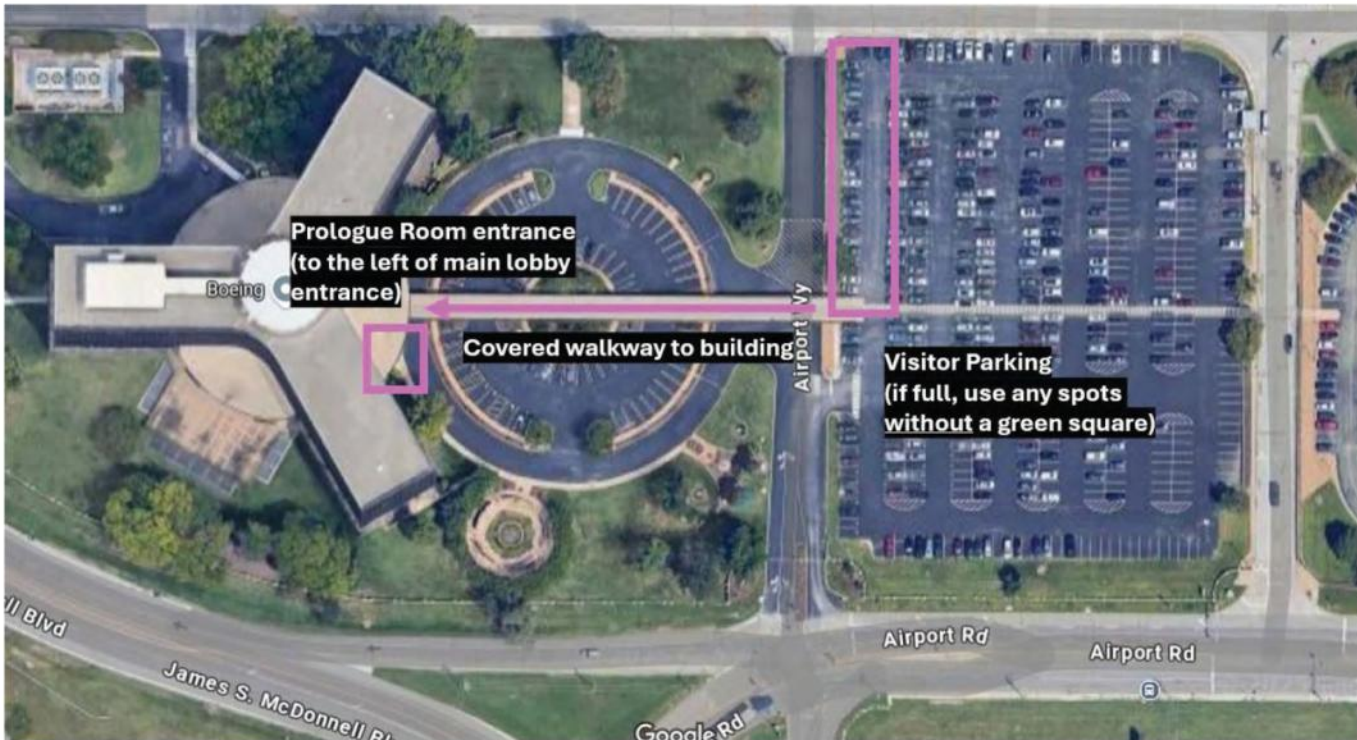 Prologue Room entrance
(to the left of main lobby
entrance)
Boeing
Covered walkway to building
Airport Wy
Visitor Parking
(if full, use any spots
without a green square)
Airport Rd
Airport Rd
ll Blvd
James S. McDonnell Bl
Google
Rd